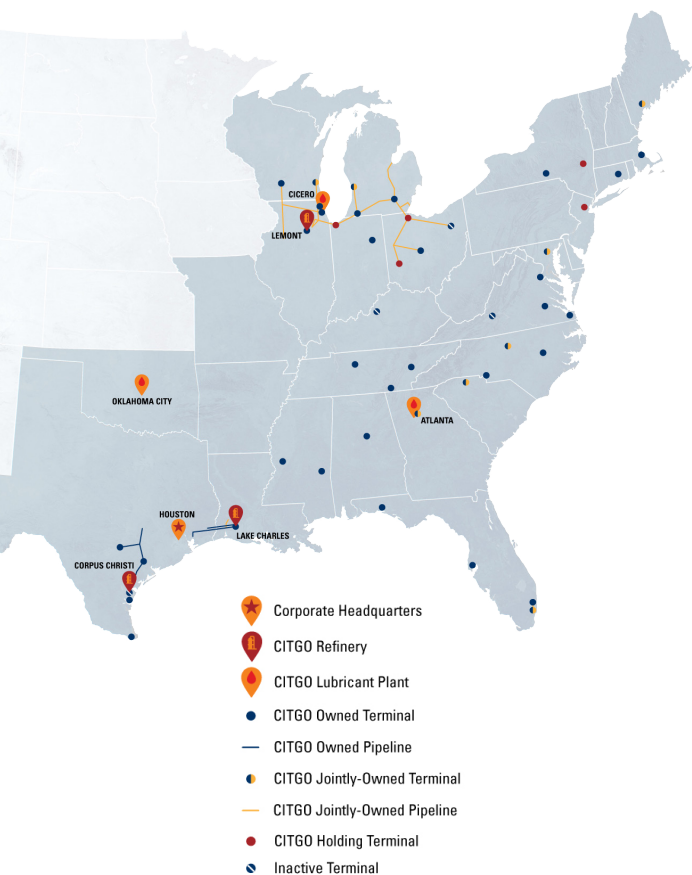 CICERO
LEMONT
OKLAHOMA CITY
ATLANTA
HOUSTON
LAKE CHARLES
CORPUS CHRISTI
Corporate Headquarters
CITGO Refinery
CITGO Lubricant Plant
CITGO Owned Terminal
CITGO Owned Pipeline
CITGO Jointly-Owned Terminal
CITGO Jointly-Owned Pipeline
CITGO Holding Terminal
Inactive Terminal